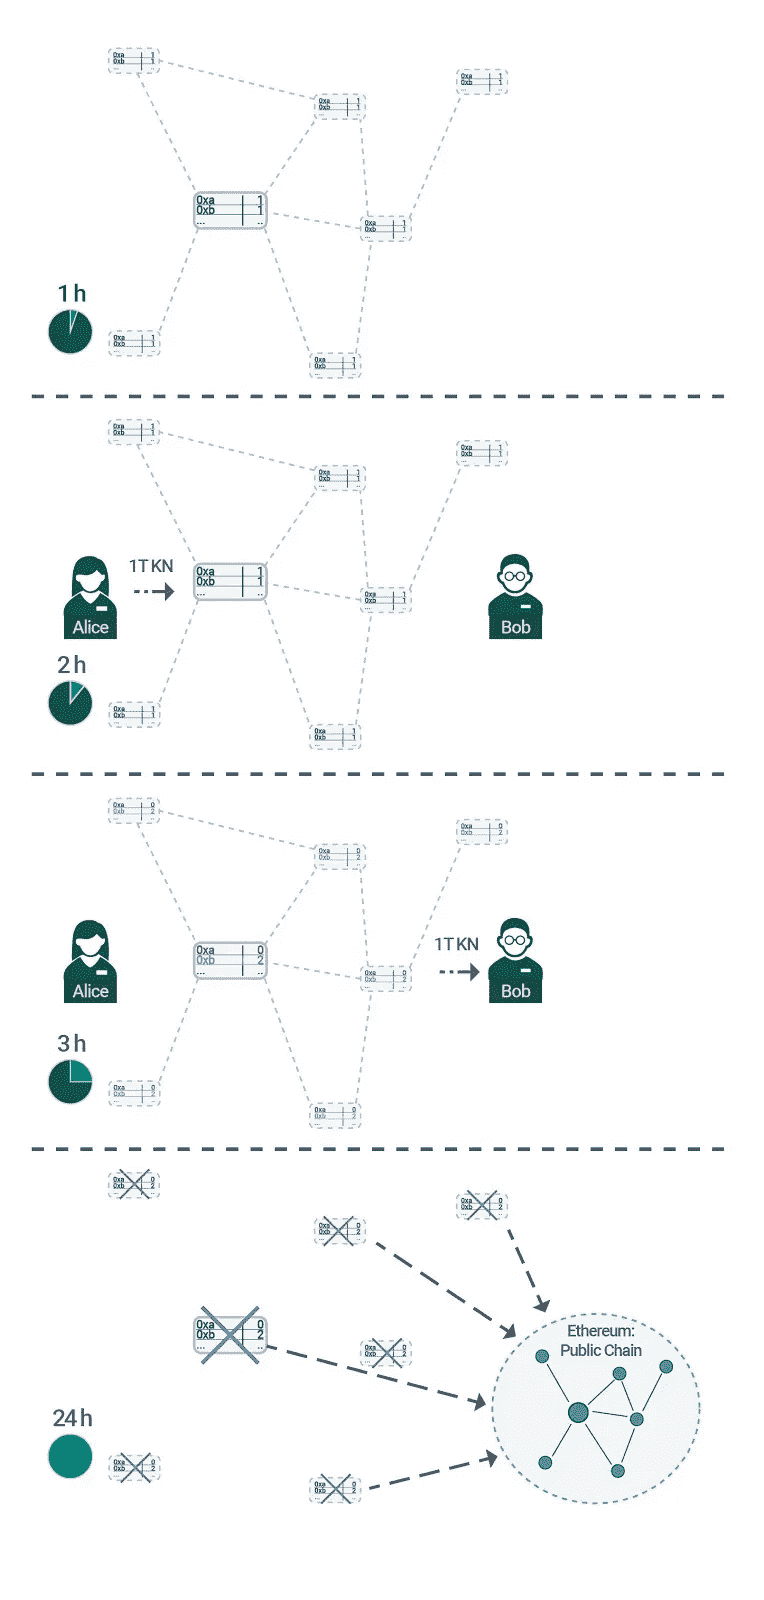 0xa 1
0xb 1
... ..
0xa 1
0xb 1
... ..
0xa 1
0xb 1
... ..
0xa 1
0xb 1
... ..
0xa 1
0xb 1
... ..
1 h
0xa 1
0xb 1
... ..
0xa 1
0xb 1
... ..
0xa 1
0xb 1
... ..
0xa 1
0xb 1
... ..
0xa 1
0xb 1
... ..
1TKN
0xa 1
0xb 1
... ..
0xa 1
0xb 1
... ..
Alice
Bob
2 h
0xa 1
0xb 1
... ..
0xa 1
0xb 1
... ..
0xa 0
0xb 2
... ..
0xa 0
0xb 2
... ..
0xa 0
0xb 2
... ..
1TKN
0xa 0
0xb 2
... ..
0xa 0
0xb 2
... ..
Alice
Bob
3 h
0xa 0
0xb 2
... ..
0xa 0
0xb 2
... ..
0xa 0
0xb 2
... ..
0xa 0
0xb 2
... ..
0xa 0
0xb 2
... ..
0xa 0
0xb 2
... ..
Ethereum:
Public Chain
0xa 0
0xb 2
... ..
24 h
0xa 0
0xb 2
... ..
0xa 0
0xb 2
... ..